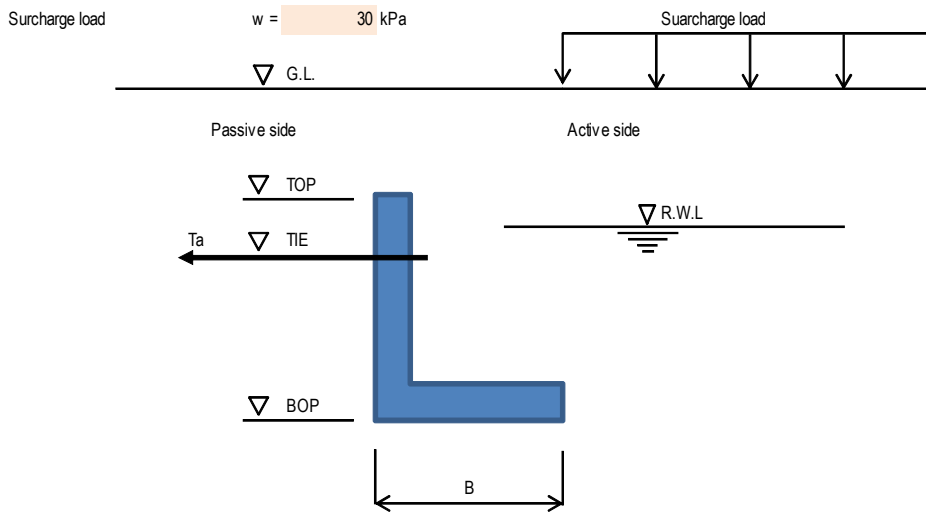 Surcharge load w = 30 kPa Suarcharge load
G.L.
Passive side Active side
TOP
R.W.L
Ta TIE
BOP
B